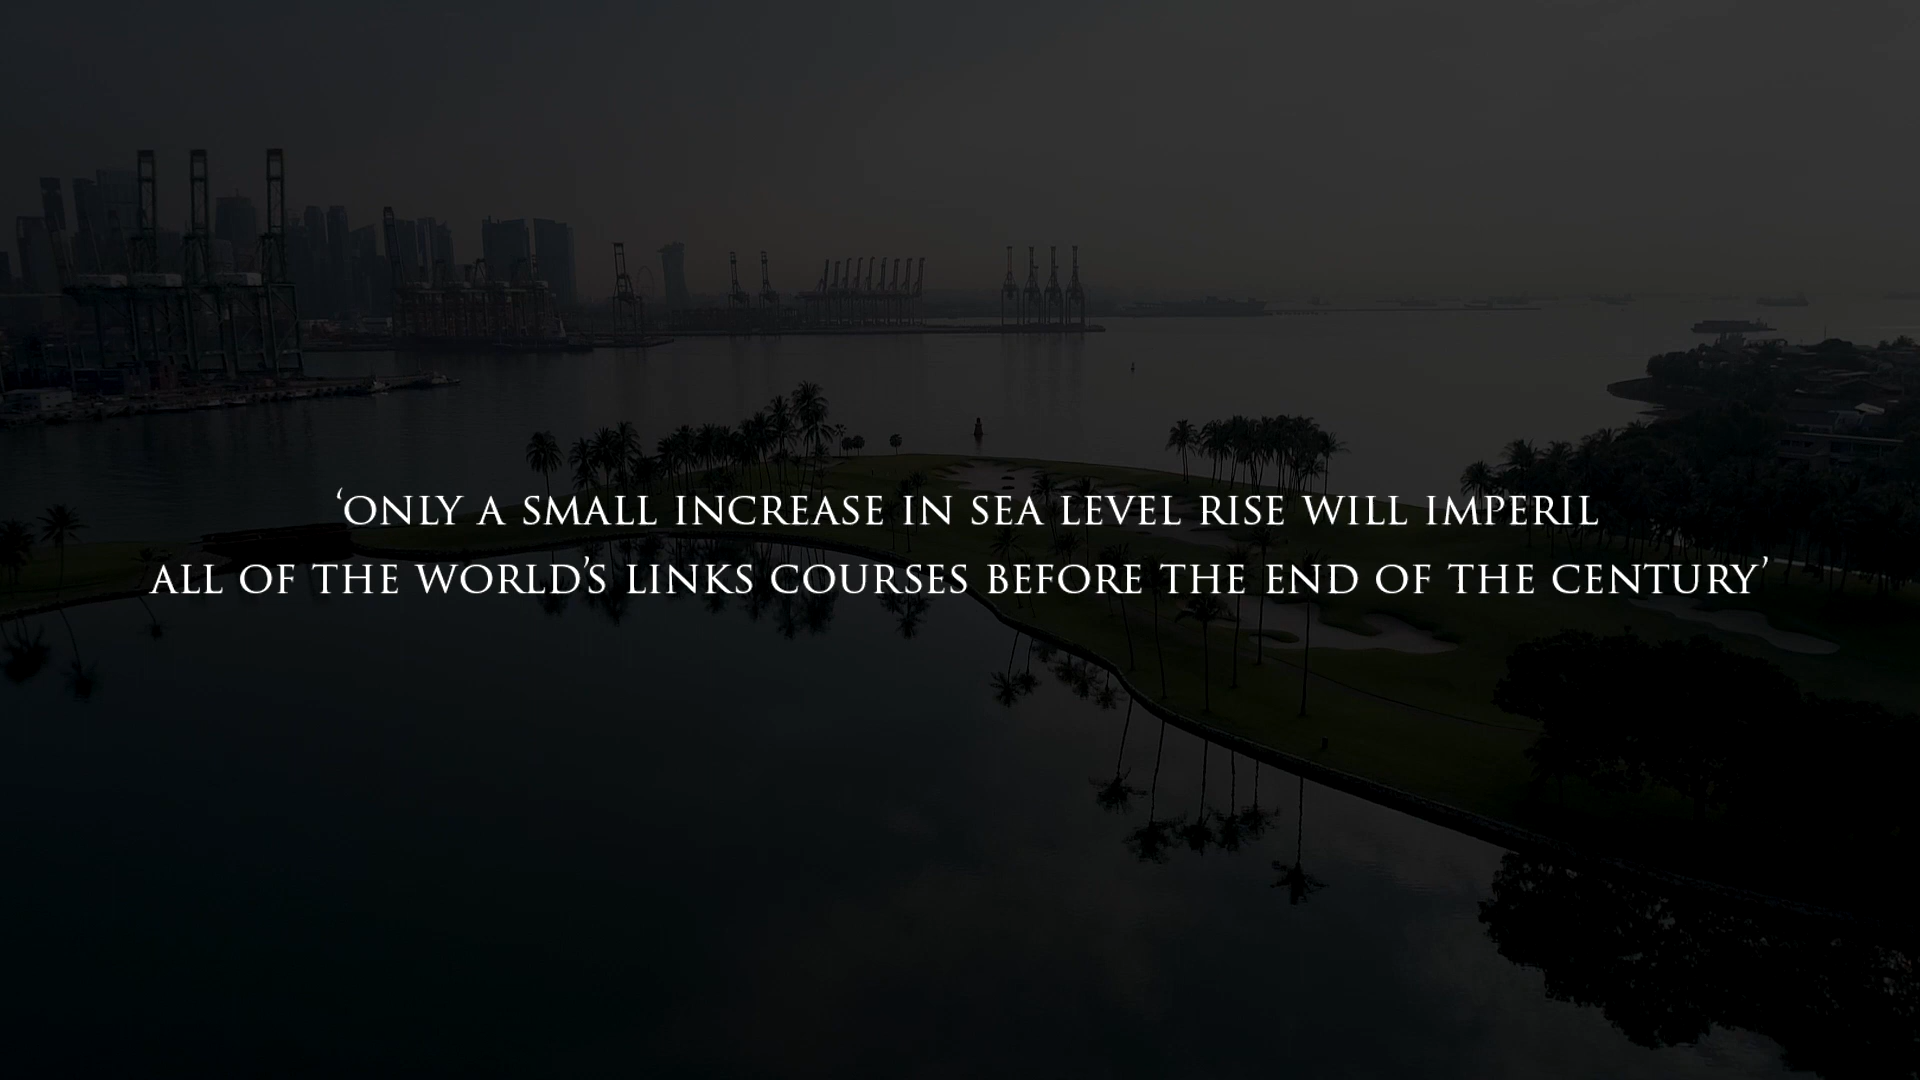 ‘ONLY A SMALL INCREASE IN SEA LEVEL RISE WILL IMPERIL
ALL OF THE WORLD’S LINKS COURSES BEFORE THE END OF THE CENTURY’